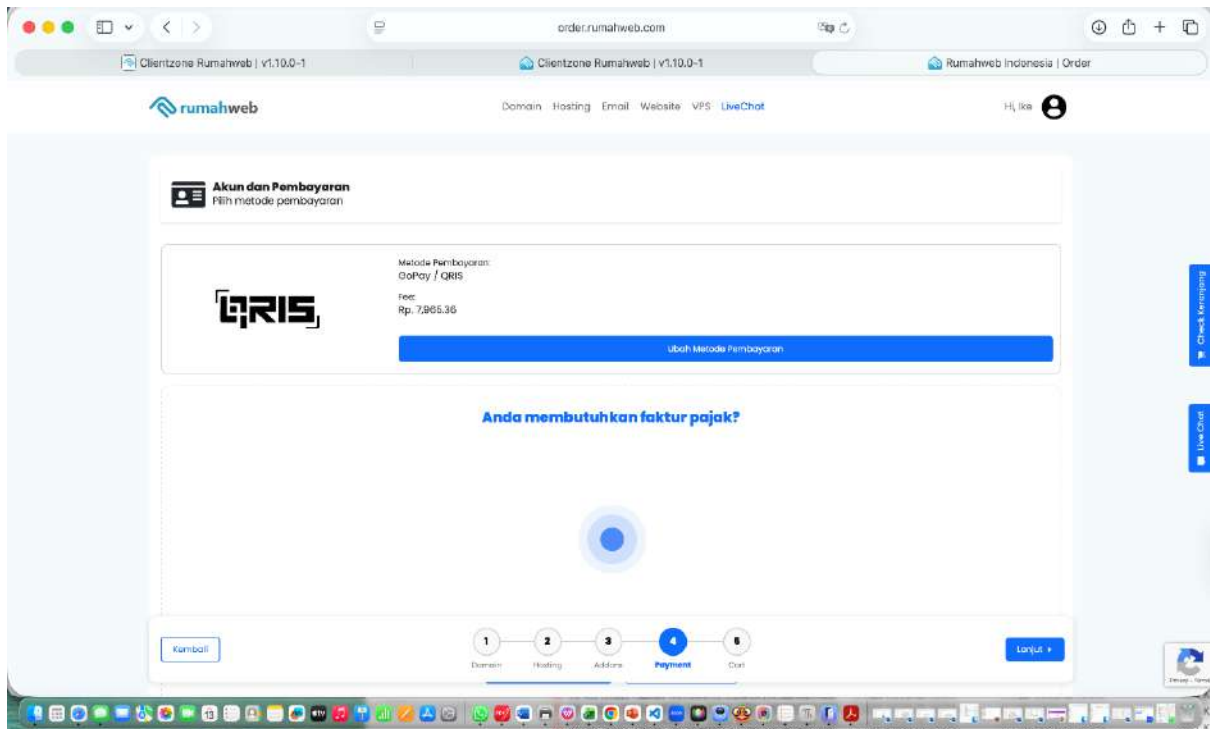 order.rumahweb.com
Clientzone Rumahweb | v1.10.0-1
Clientzone Rumahweb | v1.10.0-1
Rumahweb Indonesia | Order
rumahweb
Domain Hosting Email Website VPS LiveChat
Hi, Ike
Akun dan Pembayaran
Pilih metode pembayaran
Metode Pembayaran:
GoPay / QRIS
Fee:
Rp. 7,965.36
QRIS
Ubah Metode Pembayaran
Check Keranjang
Anda membutuhkan faktur pajak?
Live Chat
Kembali
1 2 3 4 5
Domain Hosting Addons Payment Cart
Lanjut